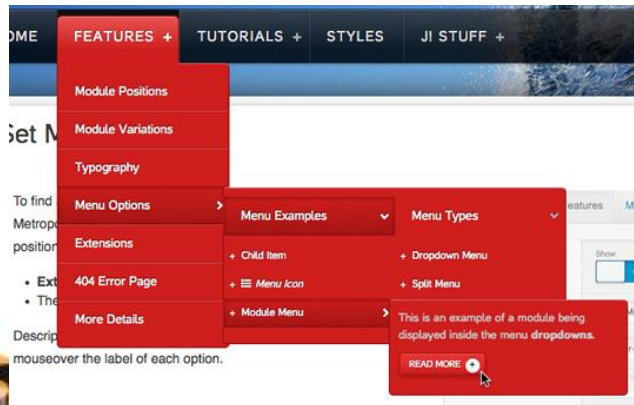 OME FEATURES + TUTORIALS + STYLES J! STUFF +
Module Positions
Module Variations
Set M
Typography
To find
Menu Options
Metropo
position
Menu Examples Menu Types
eatures M
Extensions
+ Child Item + Dropdown Menu
Show
404 Error Page
• Ext
+ Menu Icon + Split Menu
• The
More Details
+ Module Menu
This is an example of a module being
displayed inside the menu dropdowns.
Descrip
mouseover the label of each option.
READ MORE +